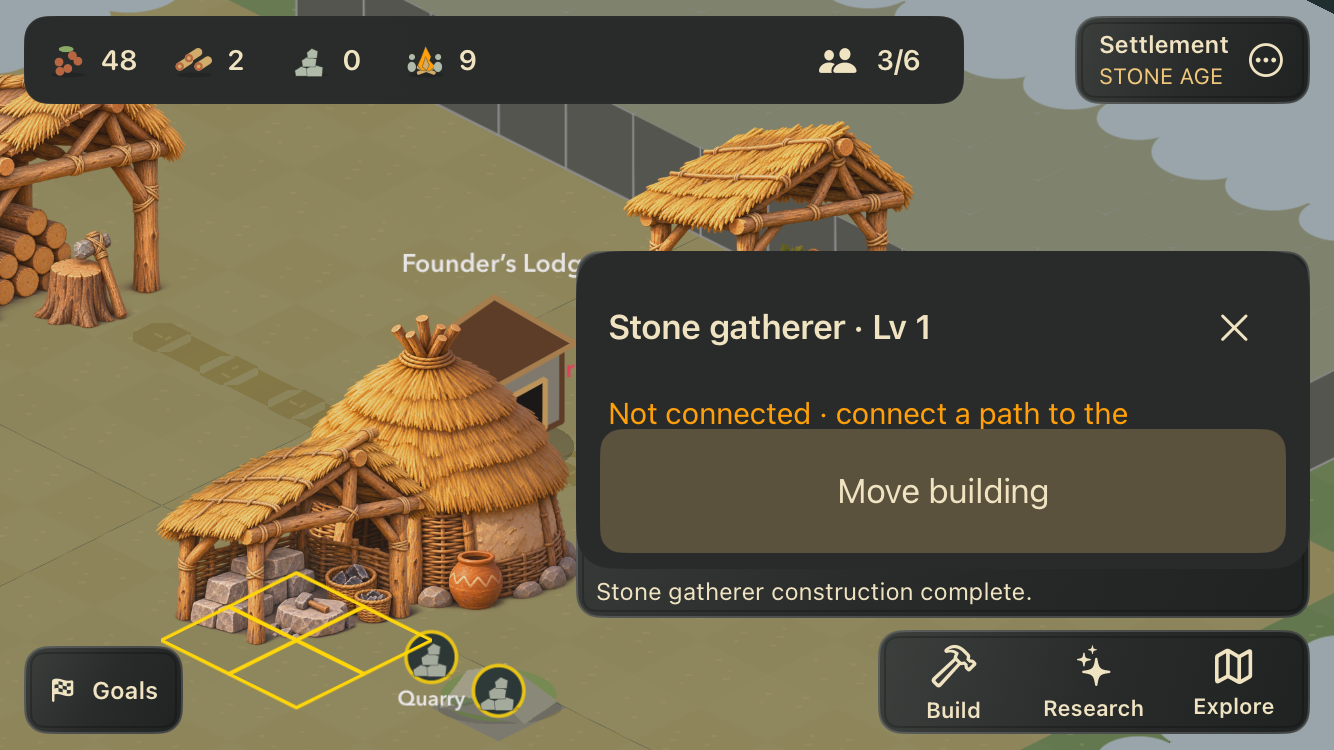 48 2 0 9 3/6
Settlement
STONE AGE
Founder's Lodg
Stone gatherer · Lv 1
Not connected · connect a path to the
Move building
Stone gatherer construction complete.
Quarry
Goals
Build Research Explore